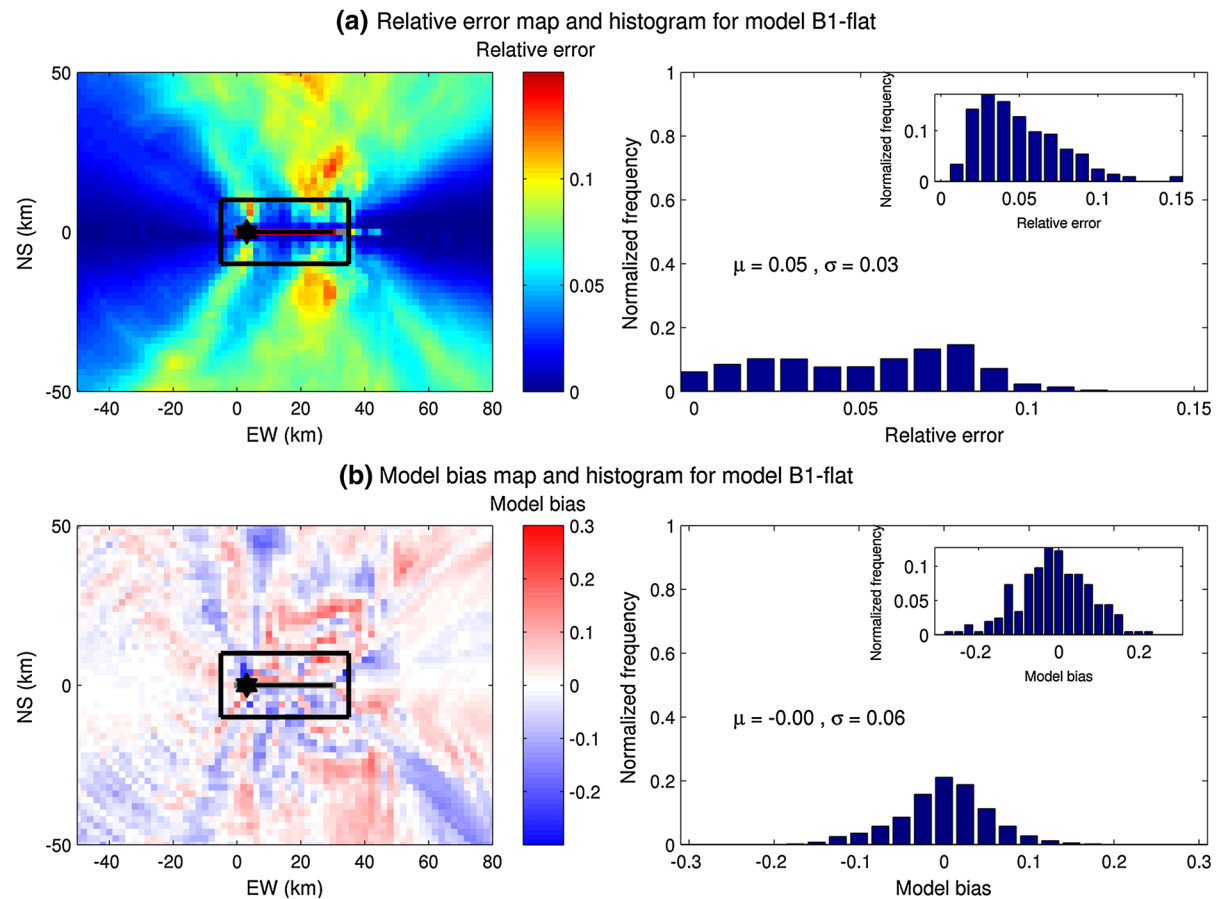 (a) Relative error map and histogram for model B1-flat
Relative error
50
0
-50
NS (km)
-40 -20 0 20 40 60 80
EW (km)
0.1
0.05
0
1
0.8
0.6
0.4
0.2
0
Normalized frequency
μ = 0.05 , σ = 0.03
0 0.05 0.1 0.15
Relative error
Normalized frequency
0.1
0
0 0.05 0.1 0.15
Relative error
(b) Model bias map and histogram for model B1-flat
Model bias
50
0
-50
NS (km)
-40 -20 0 20 40 60 80
EW (km)
0.3
0.2
0.1
0
-0.1
-0.2
1
0.8
0.6
0.4
0.2
0
Normalized frequency
μ = -0.00 , σ = 0.06
-0.3 -0.2 -0.1 0 0.1 0.2 0.3
Model bias
Normalized frequency
0.1
0.05
0
-0.2 0 0.2
Model bias